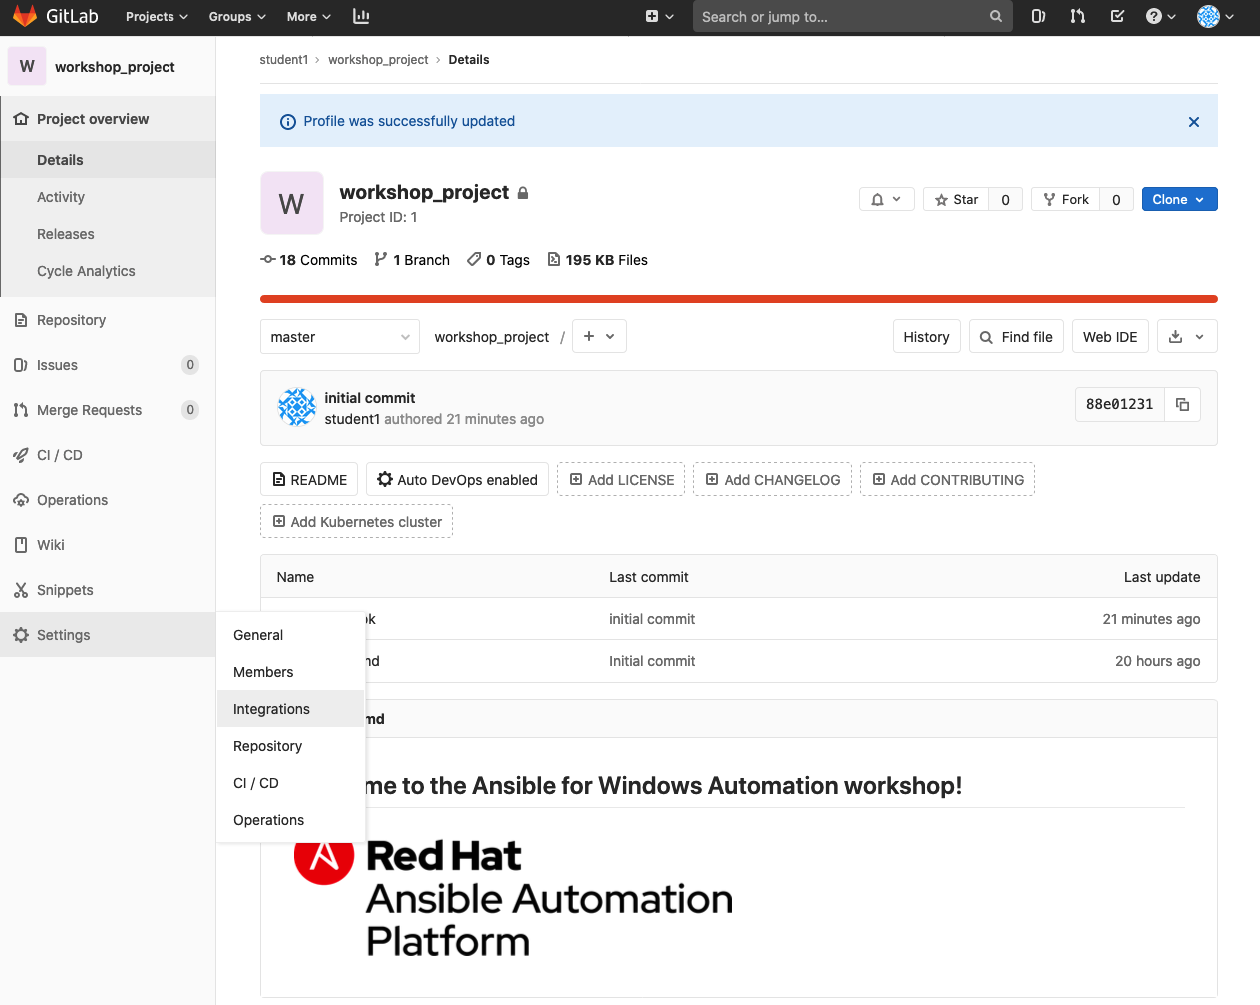 GitLab Projects Groups More Search or jump to...
W workshop_project
Project overview
Details
Activity
Releases
Cycle Analytics
Repository
Issues 0
Merge Requests 0
CI / CD
Operations
Wiki
Snippets
Settings
General
Members
Integrations
Repository
CI / CD
Operations
student1 › workshop_project › Details
Profile was successfully updated
W
workshop_project
Project ID: 1
Star 0 Fork 0 Clone
18 Commits 1 Branch 0 Tags 195 KB Files
master workshop_project / + History Find file Web IDE
initial commit
student1 authored 21 minutes ago
88e01231
README Auto DevOps enabled Add LICENSE Add CHANGELOG Add CONTRIBUTING
Add Kubernetes cluster
Name Last commit Last update
ok initial commit 21 minutes ago
md Initial commit 20 hours ago
md
me to the Ansible for Windows Automation workshop!
Red Hat
Ansible Automation
Platform